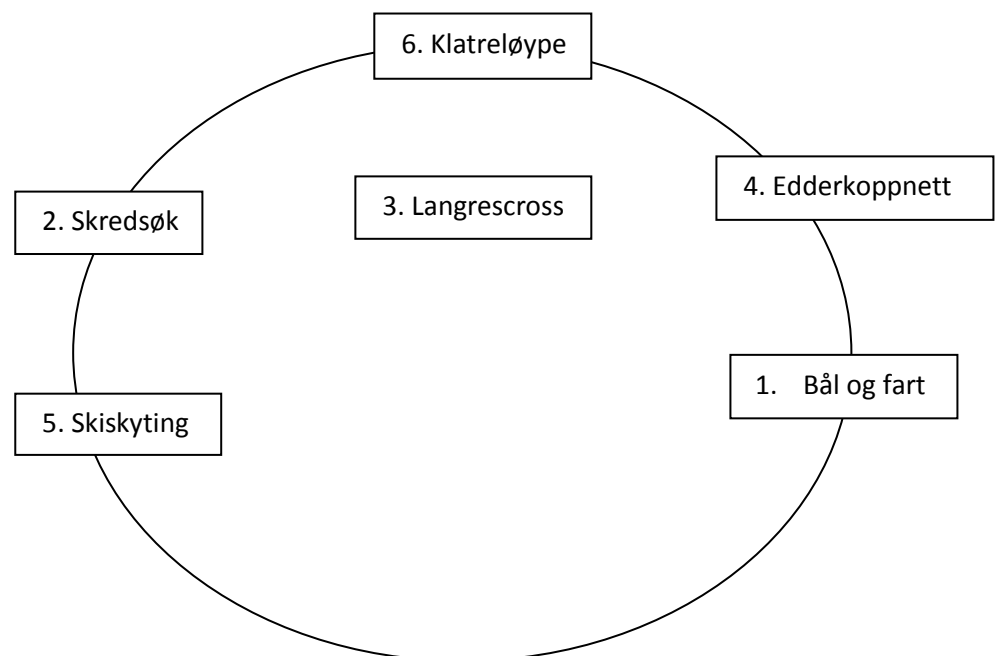 6. Klatreløype
4. Edderkoppnett
3. Langrescross
2. Skredsøk
1. Bål og fart
5. Skiskyting